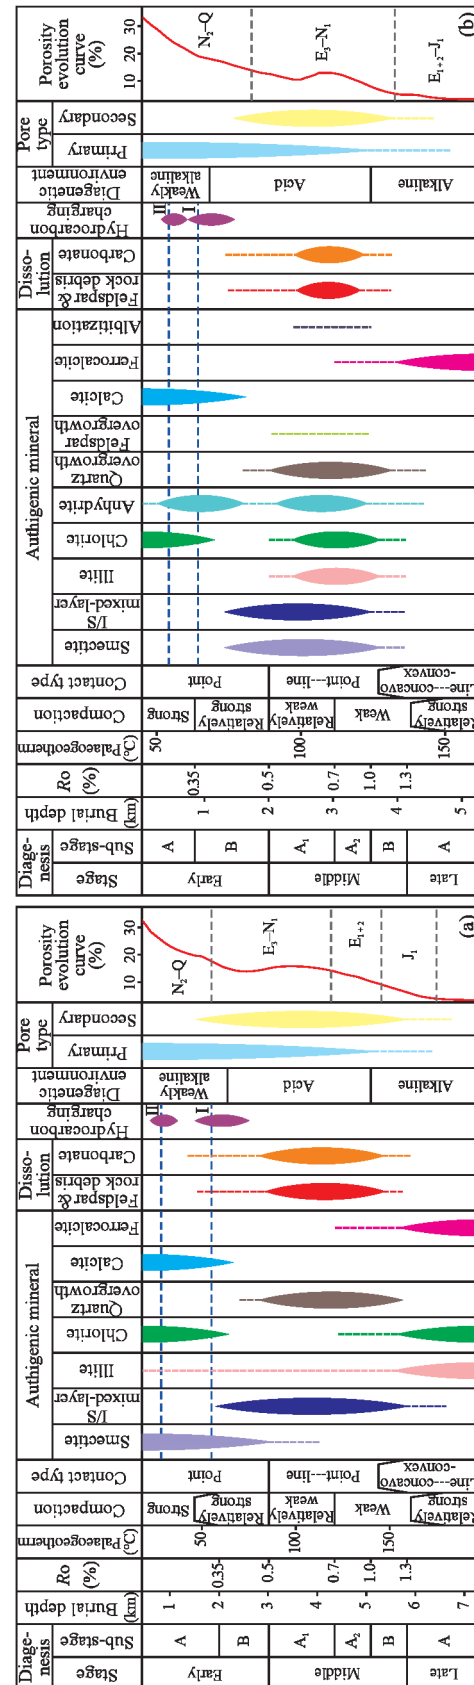 Diage-
nesis
Stage
Sub-stage
Burial depth
(km)
Ro
(%)
Palaeogeotherm
(°C)
Compaction
Contact type
Authigenic mineral
Smectite
I/S
mixed-layer
Illite
Chlorite
Anhydrite
Quartz
overgrowth
Feldspar
overgrowth
Calcite
Ferrocalcite
Albitization
Disso-
lution
Feldspar &
rock debris
Carbonate
Hydrocarbon
charging
Diagenetic
environment
Pore
type
Primary
Secondary
Porosity
evolution
curve
(%)
10 20 30
Early
A
B
Middle
A₁
A₂
B
Late
A
1
2
3
4
5
0.35
0.5
0.7
1.0
1.3
50
100
150
Strong
Relatively
strong
Relatively
weak
Weak
Relatively
strong
Point
Point---line
Line---concavo
-convex
II
I
Weakly
alkaline
Acid
Alkaline
N₂–Q
E₃–N₁
E₁₊₂–J₁
(b)
Diage-
nesis
Stage
Sub-stage
Burial depth
(km)
Ro
(%)
Palaeogeotherm
(°C)
Compaction
Contact type
Authigenic mineral
Smectite
I/S
mixed-layer
Illite
Chlorite
Quartz
overgrowth
Calcite
Ferrocalcite
Disso-
lution
Feldspar &
rock debris
Carbonate
Hydrocarbon
charging
Diagenetic
environment
Pore
type
Primary
Secondary
Porosity
evolution
curve
(%)
10 20 30
Early
A
B
Middle
A₁
A₂
B
Late
A
1
2
3
4
5
6
7
0.35
0.5
0.7
1.0
1.3
50
100
150
Strong
Relatively
strong
Relatively
weak
Weak
Relatively
strong
Point
Point---line
Line---concavo
-convex
II
I
Weakly
alkaline
Acid
Alkaline
N₂–Q
E₃–N₁
E₁₊₂
J₁
(a)